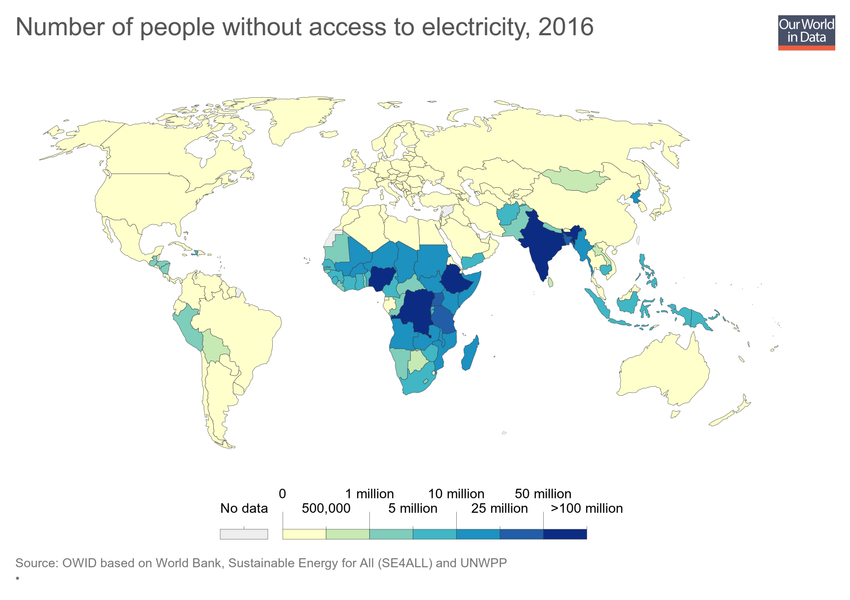 Number of people without access to electricity, 2016
Our World
in Data
0 1 million 10 million 50 million
No data 500,000 5 million 25 million >100 million
Source: OWID based on World Bank, Sustainable Energy for All (SE4ALL) and UNWPP
•